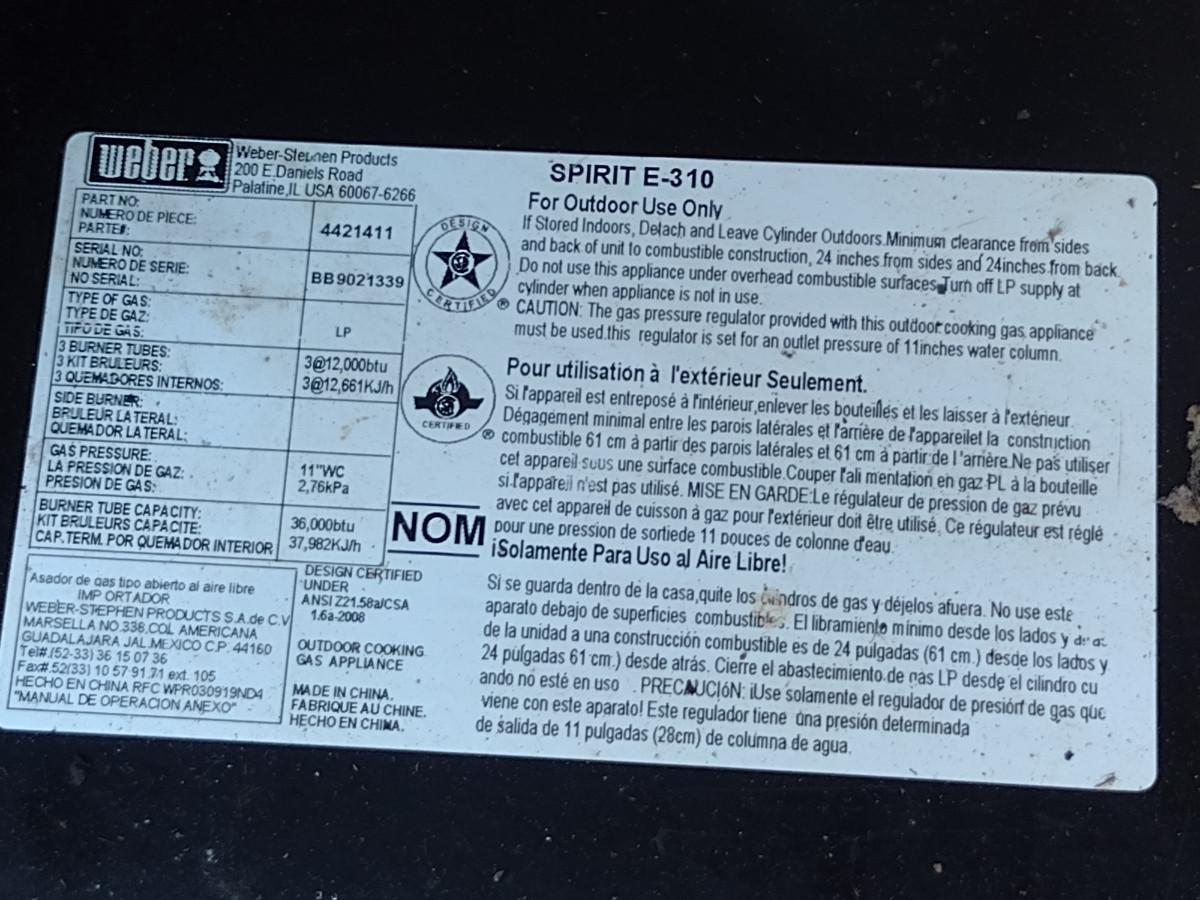 weber
Weber-Stephen Products
200 E.Daniels Road
Palatine,IL USA 60067-6266
PART NO:
NUMERO DE PIECE:
PARTE#:
4421411
SERIAL NO:
NUMERO DE SERIE:
NO SERIAL:
BB9021339
TYPE OF GAS:
TYPE DE GAZ:
TIPO DE GAS:
LP
3 BURNER TUBES:
3 KIT BRULEURS:
3 QUEMADORES INTERNOS:
3@12,000btu
3@12,661KJ/h
SIDE BURNER:
BRULEUR LATERAL:
QUEMADOR LATERAL:
GAS PRESSURE:
LA PRESSION DE GAZ:
PRESION DE GAS:
11"WC
2,76kPa
BURNER TUBE CAPACITY:
KIT BRULEURS CAPACITE:
CAP.TERM. POR QUEMADOR INTERIOR
36,000btu
37,982KJ/h
Asador de gas tipo abierto al aire libre
IMP ORTADOR
WEBER-STEPHEN PRODUCTS S.A.de C.V
MARSELLA NO.338,COL AMERICANA
GUADALAJARA JAL.MEXICO C.P. 44160
Tel#.(52-33) 36 15 07 36
Fax#.52(33) 10 57 91 71 ext. 105
HECHO EN CHINA RFC WPR030919ND4
"MANUAL DE OPERACION ANEXO"
DESIGN
CERTIFIED
®
CERTIFIED
®
NOM
DESIGN CERTIFIED
UNDER
ANSI Z21.58a/CSA
1.6a-2008
OUTDOOR COOKING
GAS APPLIANCE
MADE IN CHINA.
FABRIQUE AU CHINE.
HECHO EN CHINA.
SPIRIT E-310
For Outdoor Use Only
If Stored Indoors, Detach and Leave Cylinder Outdoors.Minimum clearance from sides
and back of unit to combustible construction, 24 inches from sides and 24inches from back.
Do not use this appliance under overhead combustible surfaces.Turn off LP supply at
cylinder when appliance is not in use.
CAUTION: The gas pressure regulator provided with this outdoor cooking gas appliance
must be used.this regulator is set for an outlet pressure of 11inches water column.
Pour utilisation à l'extérieur Seulement.
Si l'appareil est entreposé à l'intérieur,enlever les bouteilles et les laisser à l'extérieur.
Dégagement minimal entre les parois latérales et l'arrière de l'appareilet la construction
combustible 61 cm à partir des parois latérales et 61 cm à partir de l'arrière.Ne pas utiliser
cet appareil sous une surface combustible.Couper l'ali mentation en gaz PL à la bouteille
si l'appareil n'est pas utilisé. MISE EN GARDE:Le régulateur de pression de gaz prévu
avec cet appareil de cuisson à gaz pour l'extérieur doit être utilisé, Ce régulateur est réglé
pour une pression de sortiede 11 pouces de colonne d'eau.
¡Solamente Para Uso al Aire Libre!
Si se guarda dentro de la casa,quite los cilindros de gas y déjelos afuera. No use este
aparato debajo de superficies combustibles. El libramiento mínimo desde los lados y
de la unidad a una construcción combustible es de 24 pulgadas (61 cm.) desde los lados y
24 pulgadas 61 cm.) desde atrás. Cierre el abastecimiento de gas LP desde el cilindro cu
ando nó esté en uso . PRECAUCIóN: ¡Use solamente el regulador de presión de gas que
viene con este aparato! Este regulador tiene úna presión determinada
de salida de 11 pulgadas (28cm) de columna de agua.